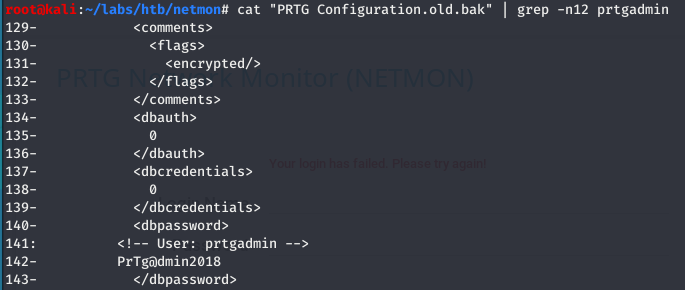 root@kali:~/labs/htb/netmon# cat "PRTG Configuration.old.bak" | grep -n12 prtgadmin
129-            <comments>
130-              <flags>
131-                <encrypted/>
132-              </flags>
133-            </comments>
134-            <dbauth>
135-              0
136-            </dbauth>
137-            <dbcredentials>
138-              0
139-            </dbcredentials>
140-            <dbpassword>
141:          <!-- User: prtgadmin -->
142-          PrTg@dmin2018
143-            </dbpassword>
PRTG Network Monitor (NETMON)
Your login has failed. Please try again!